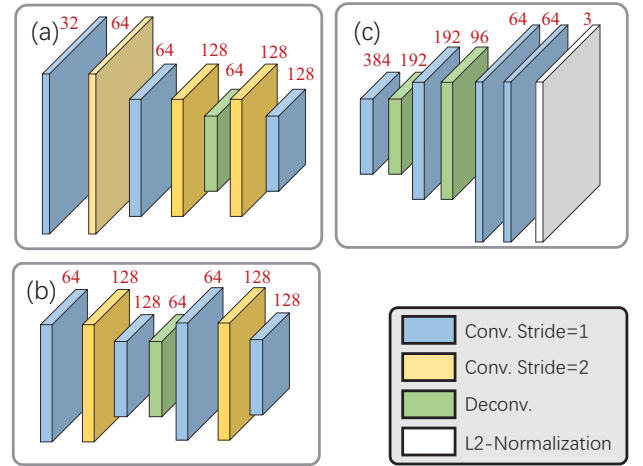 (a)
32 64 64 128 64 128 128
(c)
384 192 192 96 64 64 3
(b)
64 128 128 64 64 128 128
Conv. Stride=1
Conv. Stride=2
Deconv.
L2-Normalization